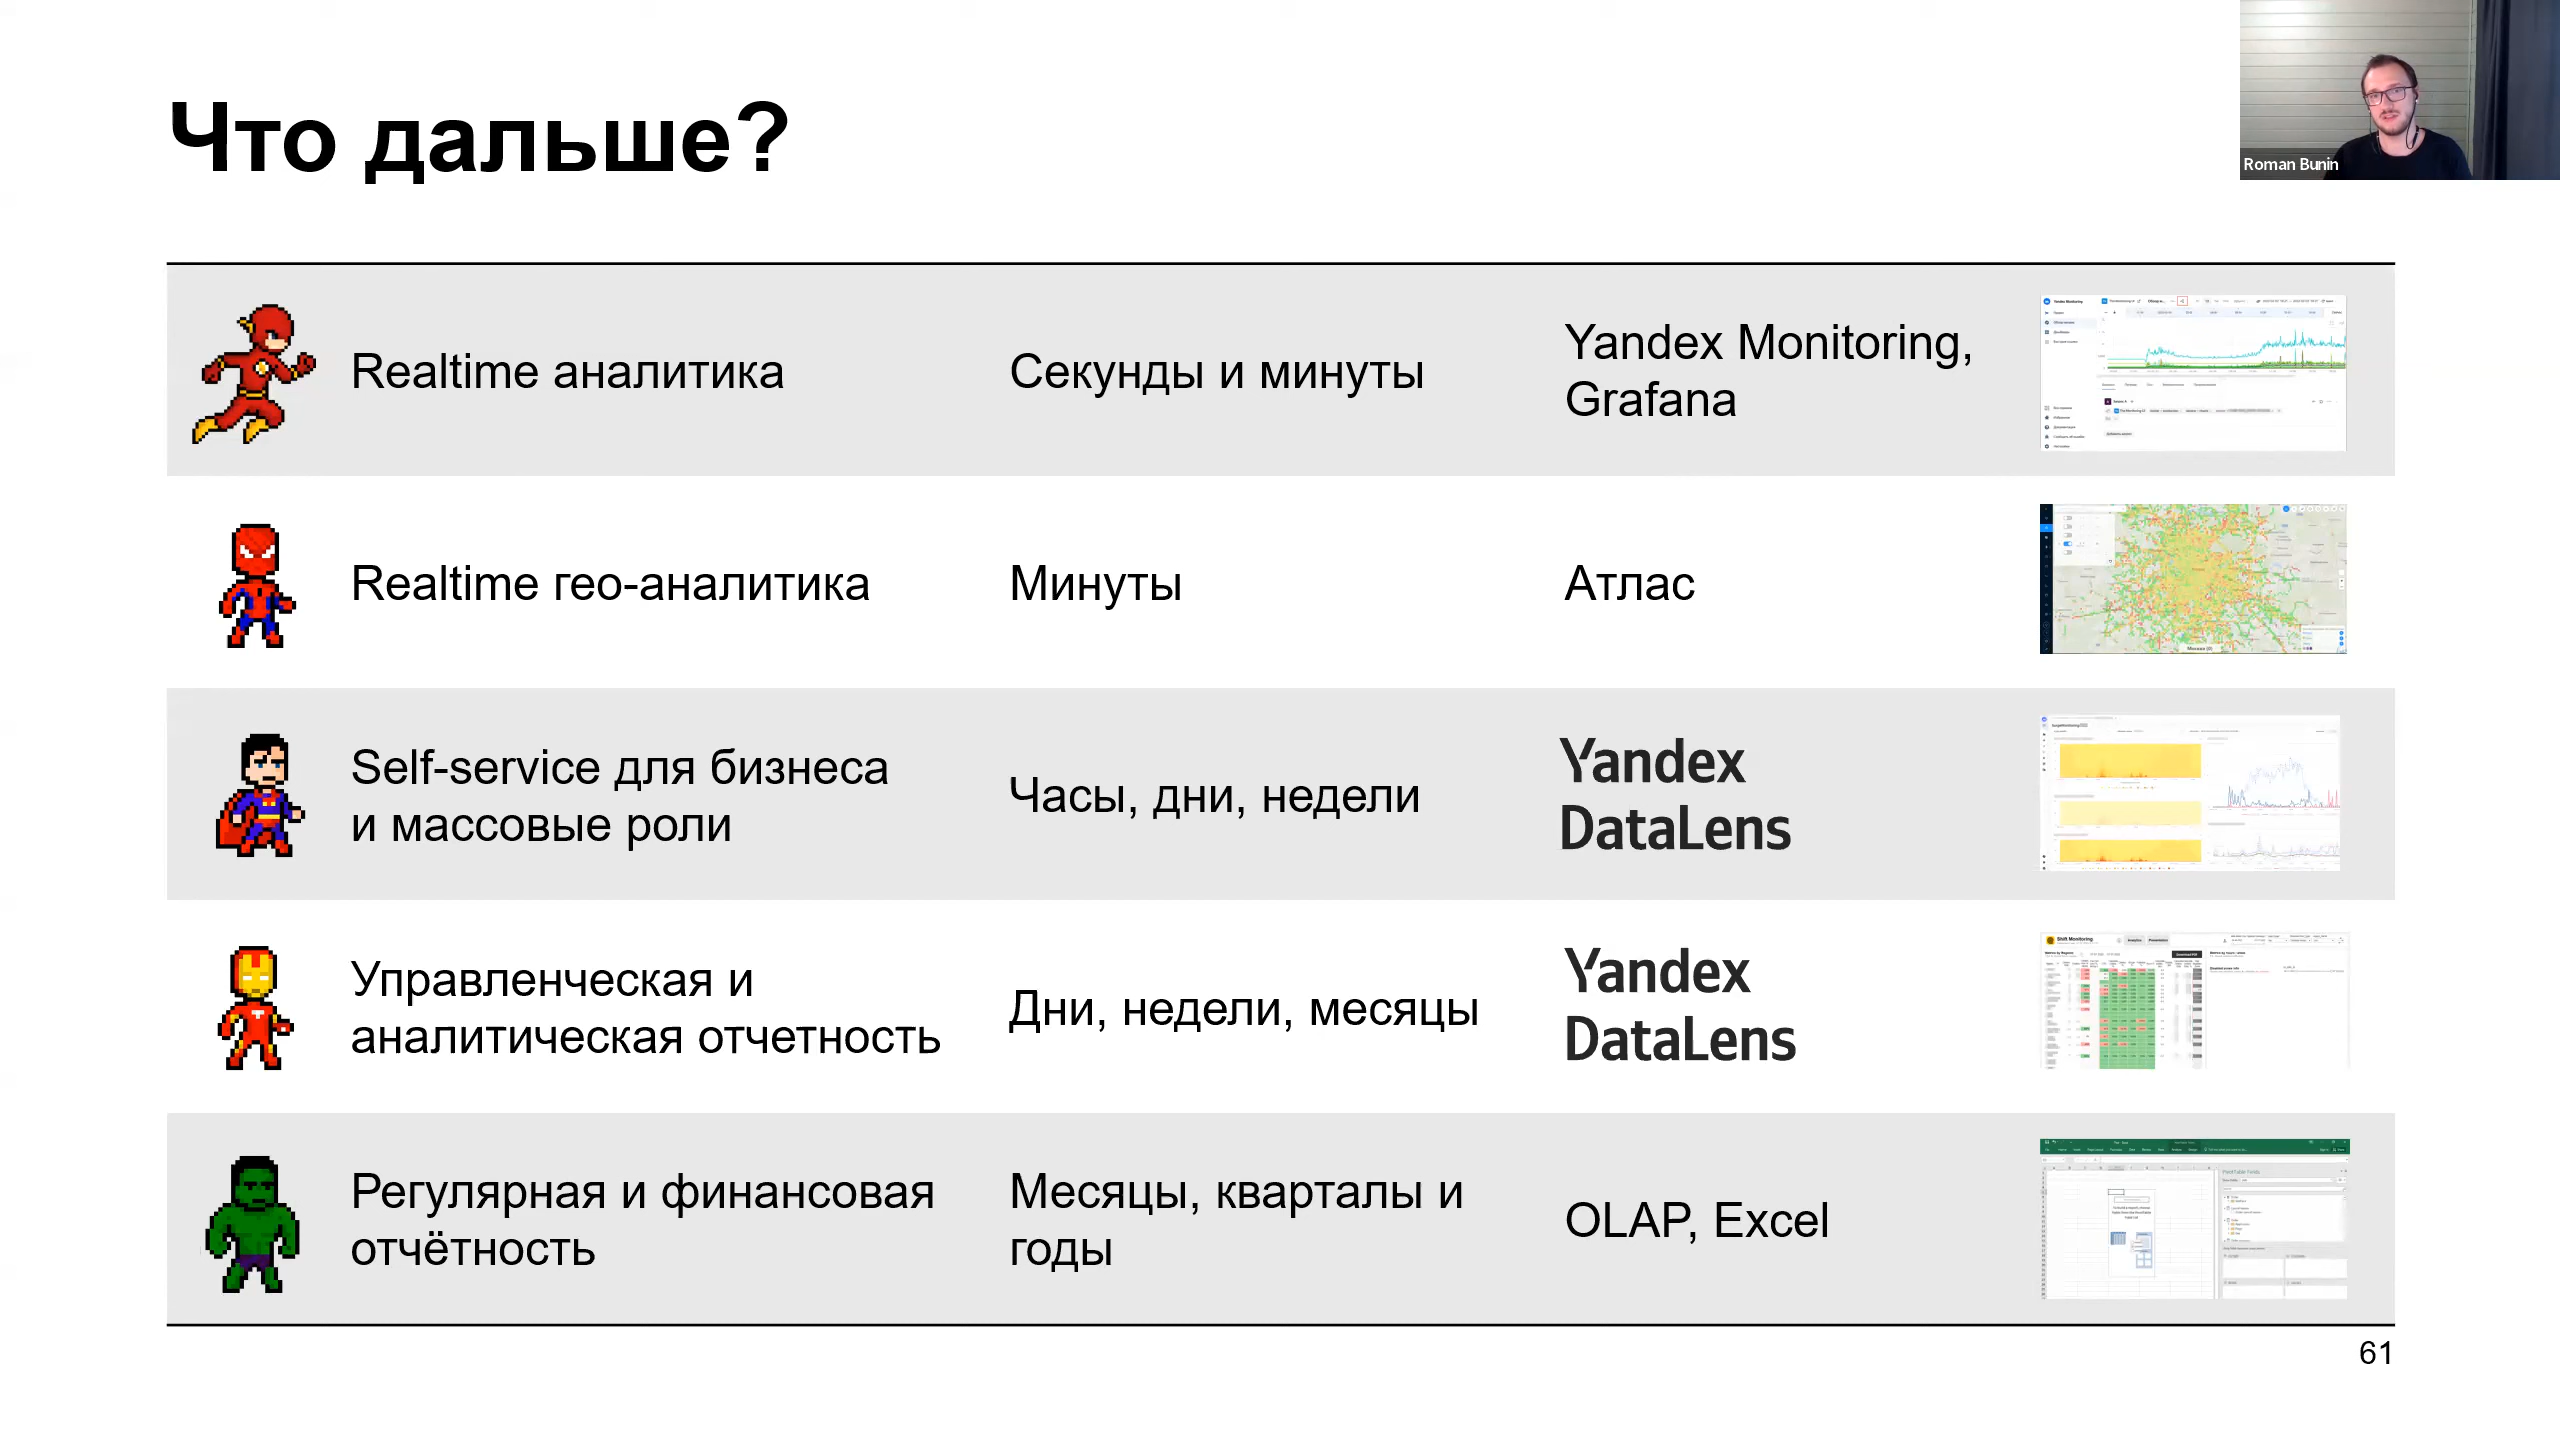 Что дальше?
Roman Bunin
Realtime аналитика
Секунды и минуты
Yandex Monitoring,
Grafana
Realtime гео-аналитика
Минуты
Атлас
Self-service для бизнеса
и массовые роли
Часы, дни, недели
Yandex
DataLens
Управленческая и
аналитическая отчетность
Дни, недели, месяцы
Yandex
DataLens
Shift Monitoring
Регулярная и финансовая
отчётность
Месяцы, кварталы и
годы
OLAP, Excel
61